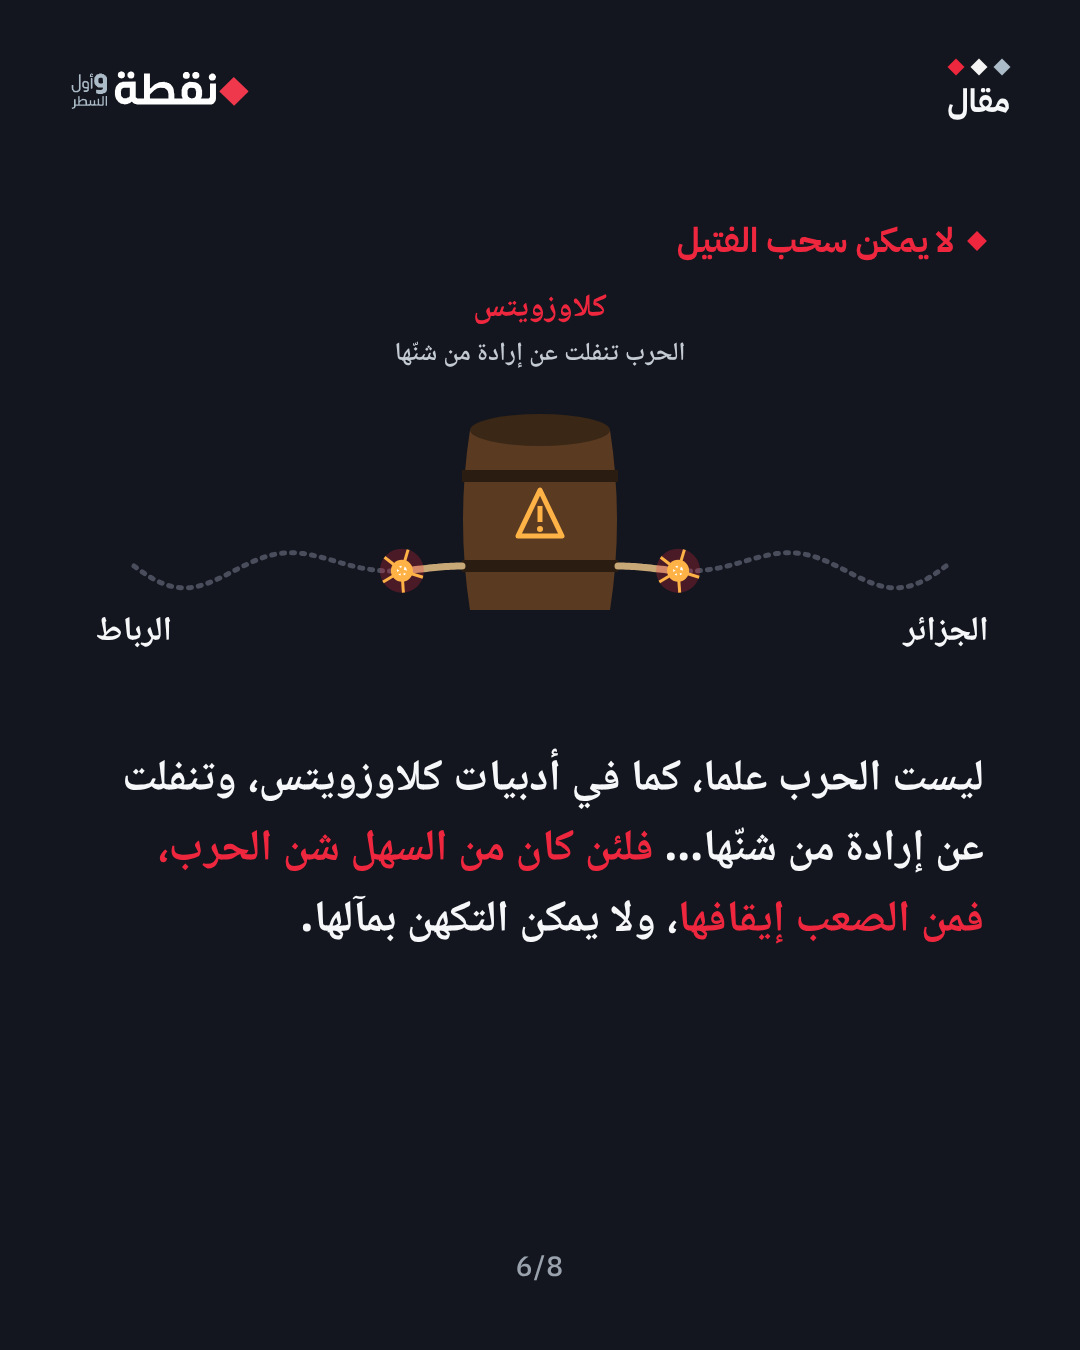 مقال
نقطة
وأول
السطر
لا يمكن سحب الفتيل
كلاوزويتس
الحرب تنفلت عن إرادة من شنّها
الجزائر
الرباط
ليست الحرب علما، كما في أدبيات كلاوزويتس، وتنفلت
عن إرادة من شنّها... فلئن كان من السهل شن الحرب،
فمن الصعب إيقافها، ولا يمكن التكهن بمآلها.
6/8